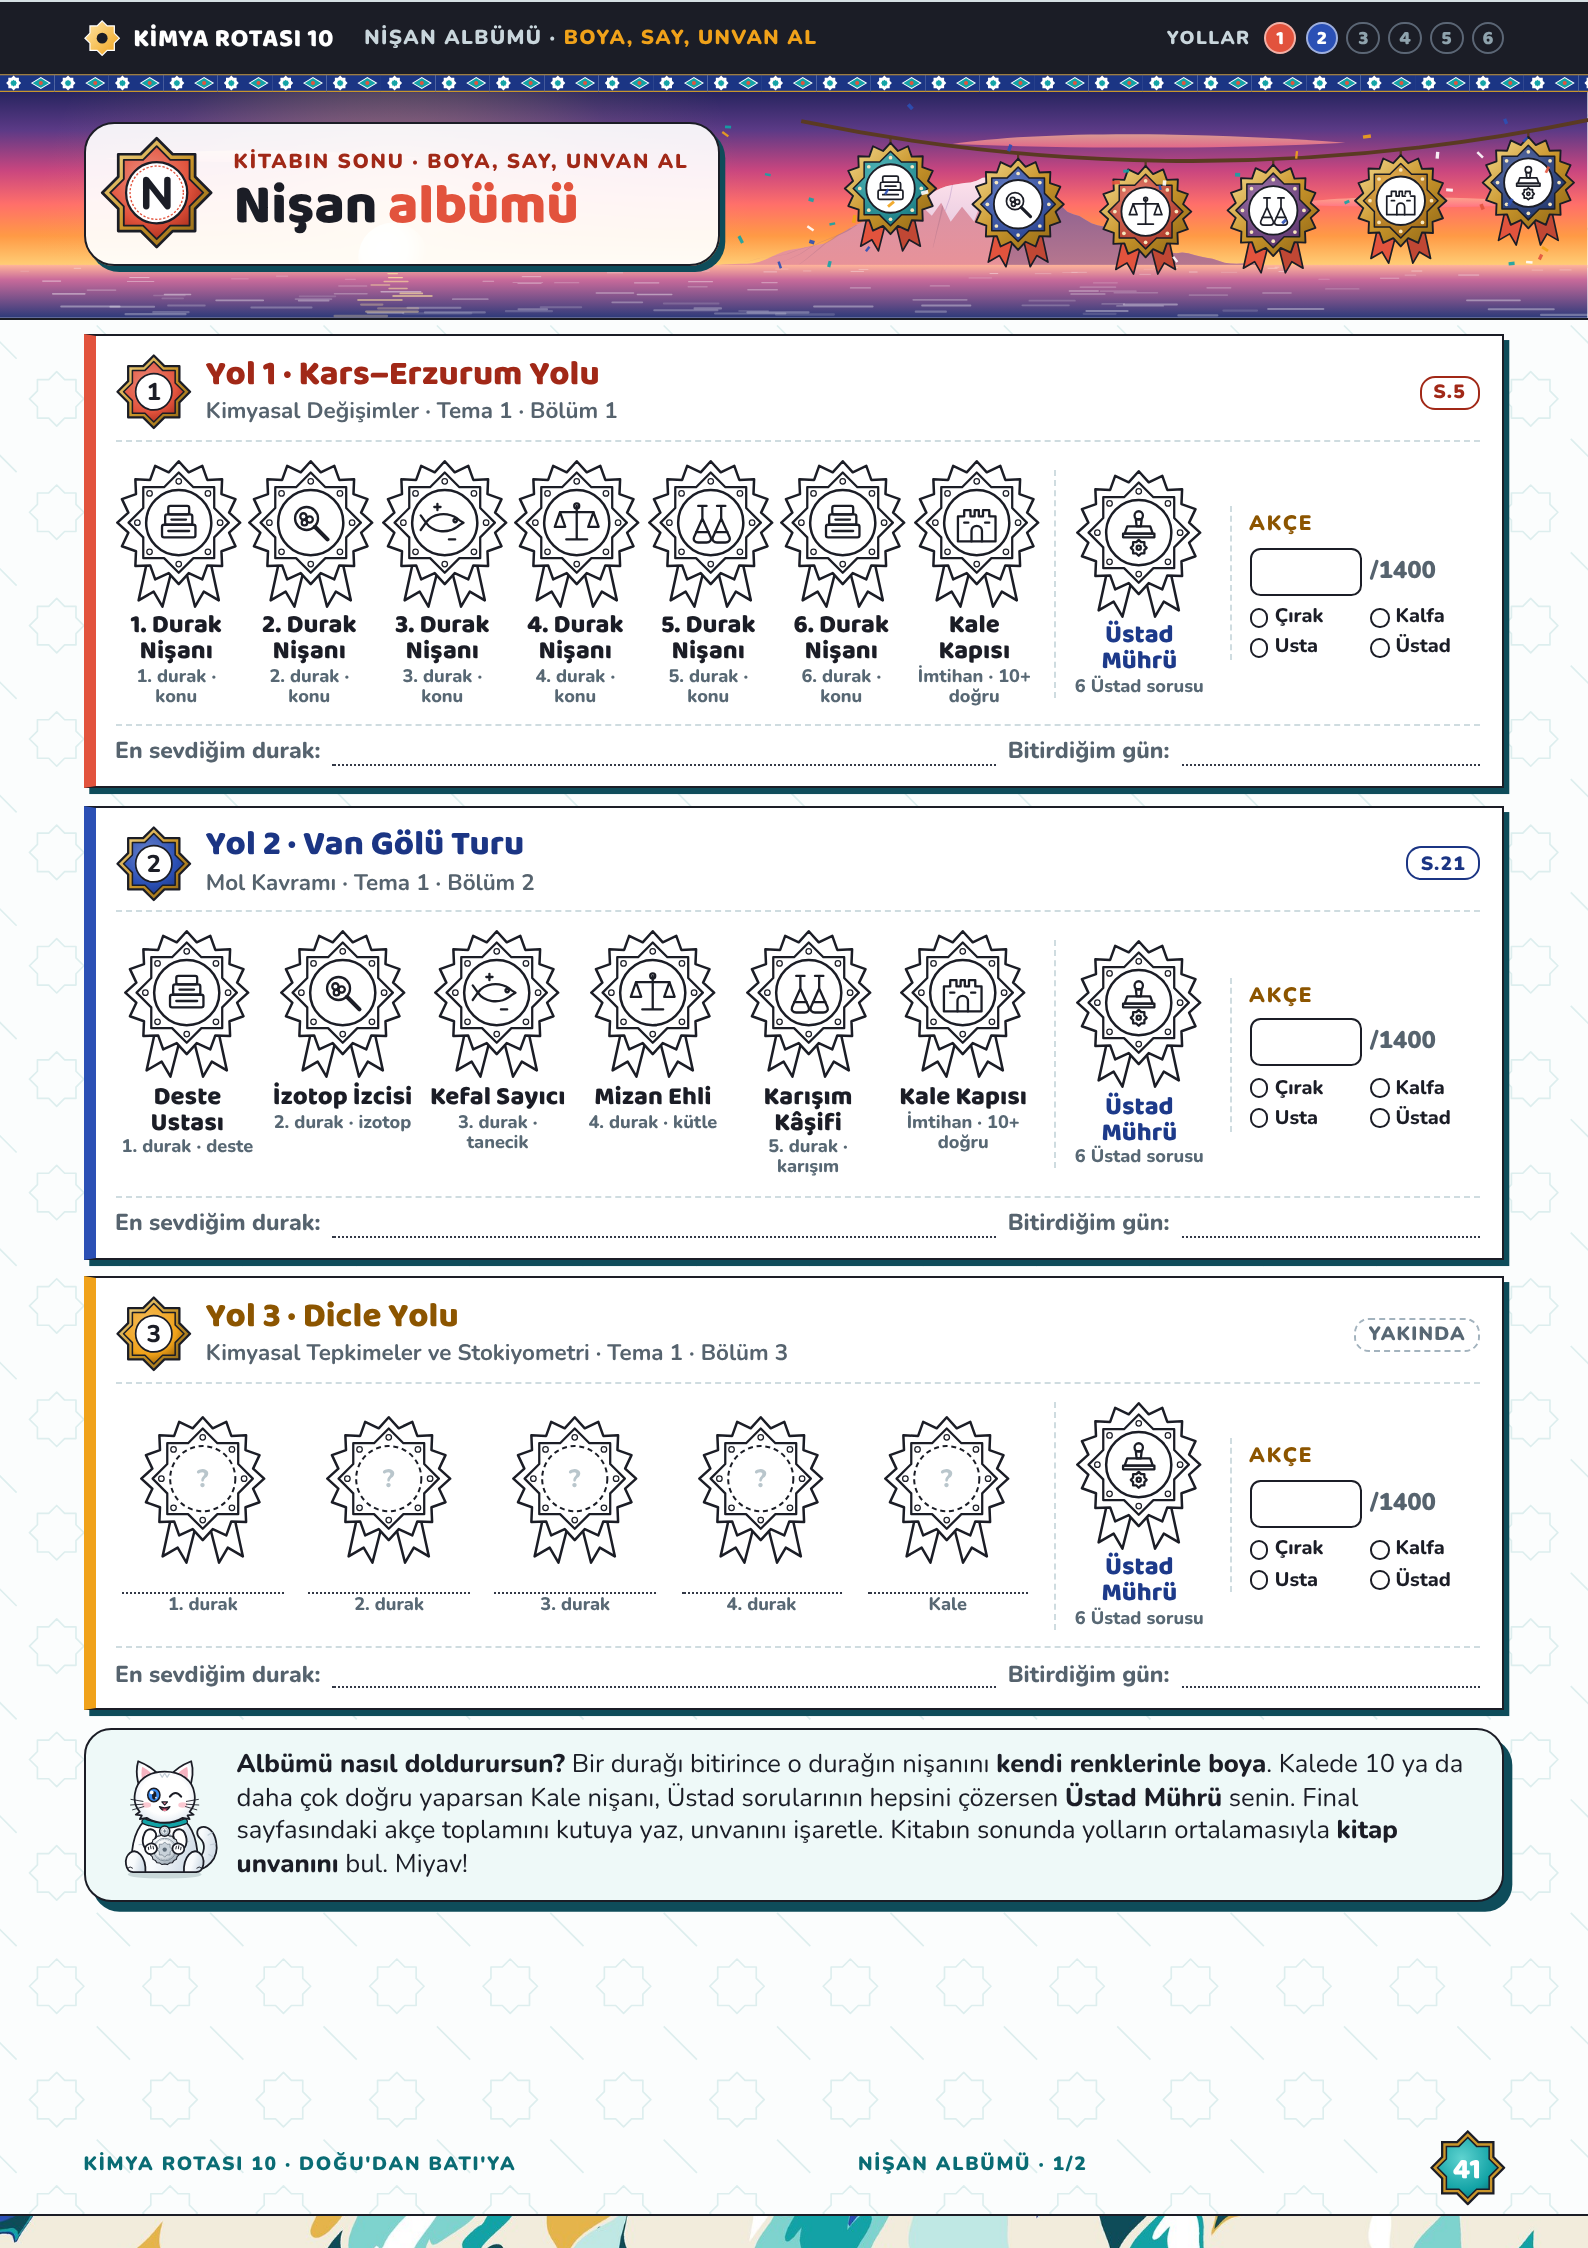 KİMYA ROTASI 10 NİŞAN ALBÜMÜ · BOYA, SAY, UNVAN AL YOLLAR 1 2 3 4 5 6
N
KİTABIN SONU · BOYA, SAY, UNVAN AL
Nişan albümü
1
Yol 1 · Kars–Erzurum Yolu
Kimyasal Değişimler · Tema 1 · Bölüm 1
S.5
1. Durak Nişanı
1. durak · konu
2. Durak Nişanı
2. durak · konu
3. Durak Nişanı
3. durak · konu
4. Durak Nişanı
4. durak · konu
5. Durak Nişanı
5. durak · konu
6. Durak Nişanı
6. durak · konu
Kale Kapısı
İmtihan · 10+ doğru
Üstad Mührü
6 Üstad sorusu
AKÇE
/1400
Çırak Kalfa
Usta Üstad
En sevdiğim durak: Bitirdiğim gün:
2
Yol 2 · Van Gölü Turu
Mol Kavramı · Tema 1 · Bölüm 2
S.21
Deste Ustası
1. durak · deste
İzotop İzcisi
2. durak · izotop
Kefal Sayıcı
3. durak · tanecik
Mizan Ehli
4. durak · kütle
Karışım Kâşifi
5. durak · karışım
Kale Kapısı
İmtihan · 10+ doğru
Üstad Mührü
6 Üstad sorusu
AKÇE
/1400
Çırak Kalfa
Usta Üstad
En sevdiğim durak: Bitirdiğim gün:
3
Yol 3 · Dicle Yolu
Kimyasal Tepkimeler ve Stokiyometri · Tema 1 · Bölüm 3
YAKINDA
? ? ? ? ?
1. durak 2. durak 3. durak 4. durak Kale
Üstad Mührü
6 Üstad sorusu
AKÇE
/1400
Çırak Kalfa
Usta Üstad
En sevdiğim durak: Bitirdiğim gün:
Albümü nasıl doldurursun? Bir durağı bitirince o durağın nişanını kendi renklerinle boya. Kalede 10 ya da
daha çok doğru yaparsan Kale nişanı, Üstad sorularının hepsini çözersen Üstad Mührü senin. Final
sayfasındaki akçe toplamını kutuya yaz, unvanını işaretle. Kitabın sonunda yolların ortalamasıyla kitap
unvanını bul. Miyav!
KİMYA ROTASI 10 · DOĞU'DAN BATI'YA NİŞAN ALBÜMÜ · 1/2 41